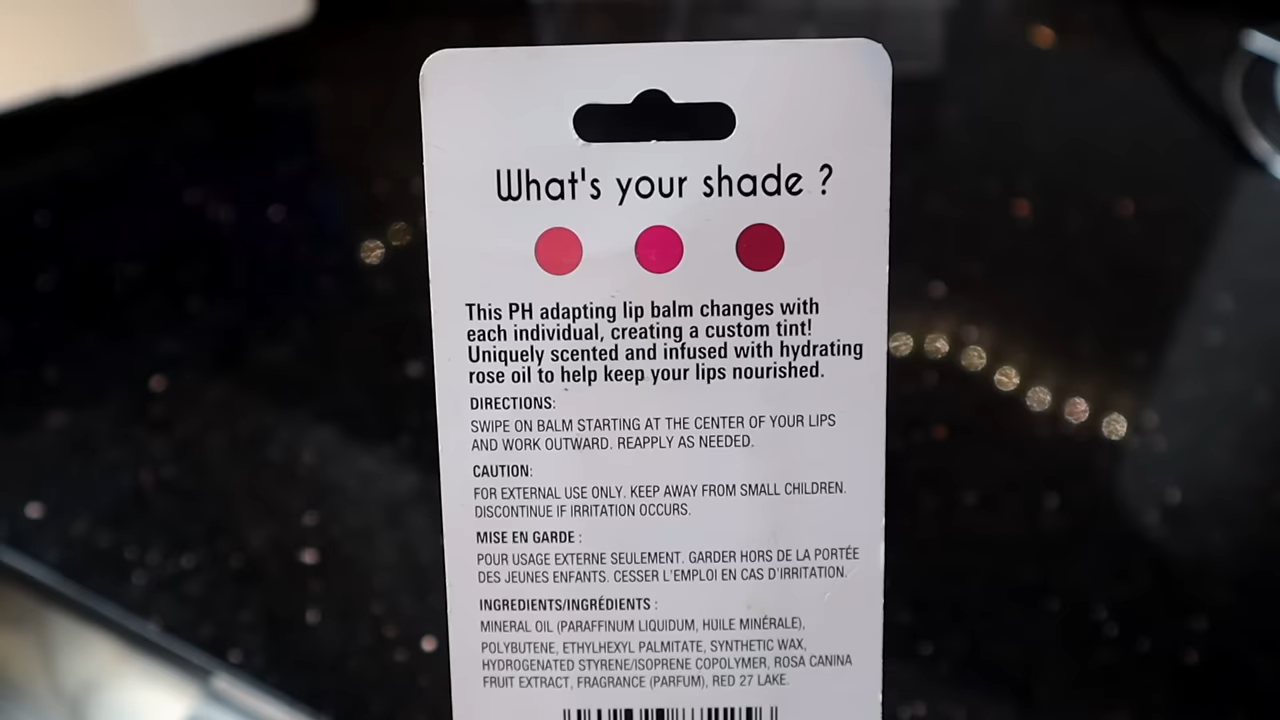 What's your shade ?
This PH adapting lip balm changes with
each individual, creating a custom tint!
Uniquely scented and infused with hydrating
rose oil to help keep your lips nourished.
DIRECTIONS:
SWIPE ON BALM STARTING AT THE CENTER OF YOUR LIPS
AND WORK OUTWARD. REAPPLY AS NEEDED.
CAUTION:
FOR EXTERNAL USE ONLY. KEEP AWAY FROM SMALL CHILDREN.
DISCONTINUE IF IRRITATION OCCURS.
MISE EN GARDE :
POUR USAGE EXTERNE SEULEMENT. GARDER HORS DE LA PORTÉE
DES JEUNES ENFANTS. CESSER L'EMPLOI EN CAS D'IRRITATION.
INGREDIENTS/INGRÉDIENTS :
MINERAL OIL (PARAFFINUM LIQUIDUM, HUILE MINÉRALE),
POLYBUTENE, ETHYLHEXYL PALMITATE, SYNTHETIC WAX,
HYDROGENATED STYRENE/ISOPRENE COPOLYMER, ROSA CANINA
FRUIT EXTRACT, FRAGRANCE (PARFUM), RED 27 LAKE.